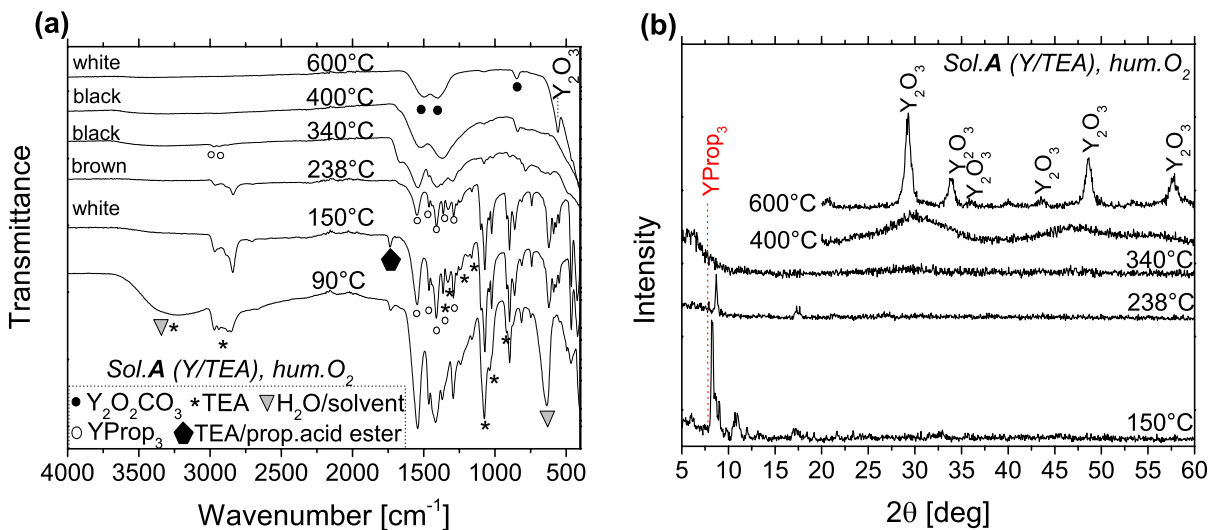 (a)
white 600°C
black 400°C
black 340°C
brown 238°C
white 150°C
90°C
Y₂O₃
Sol.A (Y/TEA), hum.O₂
● Y₂O₂CO₃ *TEA ▼H₂O/solvent
○ YProp₃ ⬟TEA/prop.acid ester
Transmittance
4000 3500 3000 2500 2000 1500 1000 500
Wavenumber [cm⁻¹]
(b)
Sol.A (Y/TEA), hum.O₂
YProp₃
Y₂O₃
Y₂O₃
Y₂O₃
Y₂O₃
Y₂O₃
Y₂O₃
600°C
400°C
340°C
238°C
150°C
Intensity
5 10 15 20 25 30 35 40 45 50 55 60
2θ [deg]